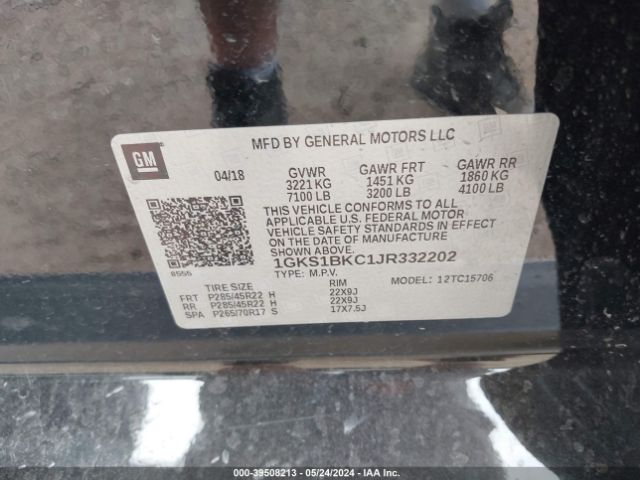 MFD BY GENERAL MOTORS LLC
GM
04/18 GVWR GAWR FRT GAWR RR
3221 KG 1451 KG 1860 KG
7100 LB 3200 LB 4100 LB
THIS VEHICLE CONFORMS TO ALL
APPLICABLE U.S. FEDERAL MOTOR
VEHICLE SAFETY STANDARDS IN EFFECT
ON THE DATE OF MANUFACTURE
SHOWN ABOVE.
1GKS1BKC1JR332202
8555
TYPE: M.P.V. MODEL: 12TC15706
TIRE SIZE RIM
FRT P285/45R22 H 22X9J
RR P285/45R22 H 22X9J
SPA P265/70R17 S 17X7.5J
000-39508213 - 05/24/2024 - IAA Inc.